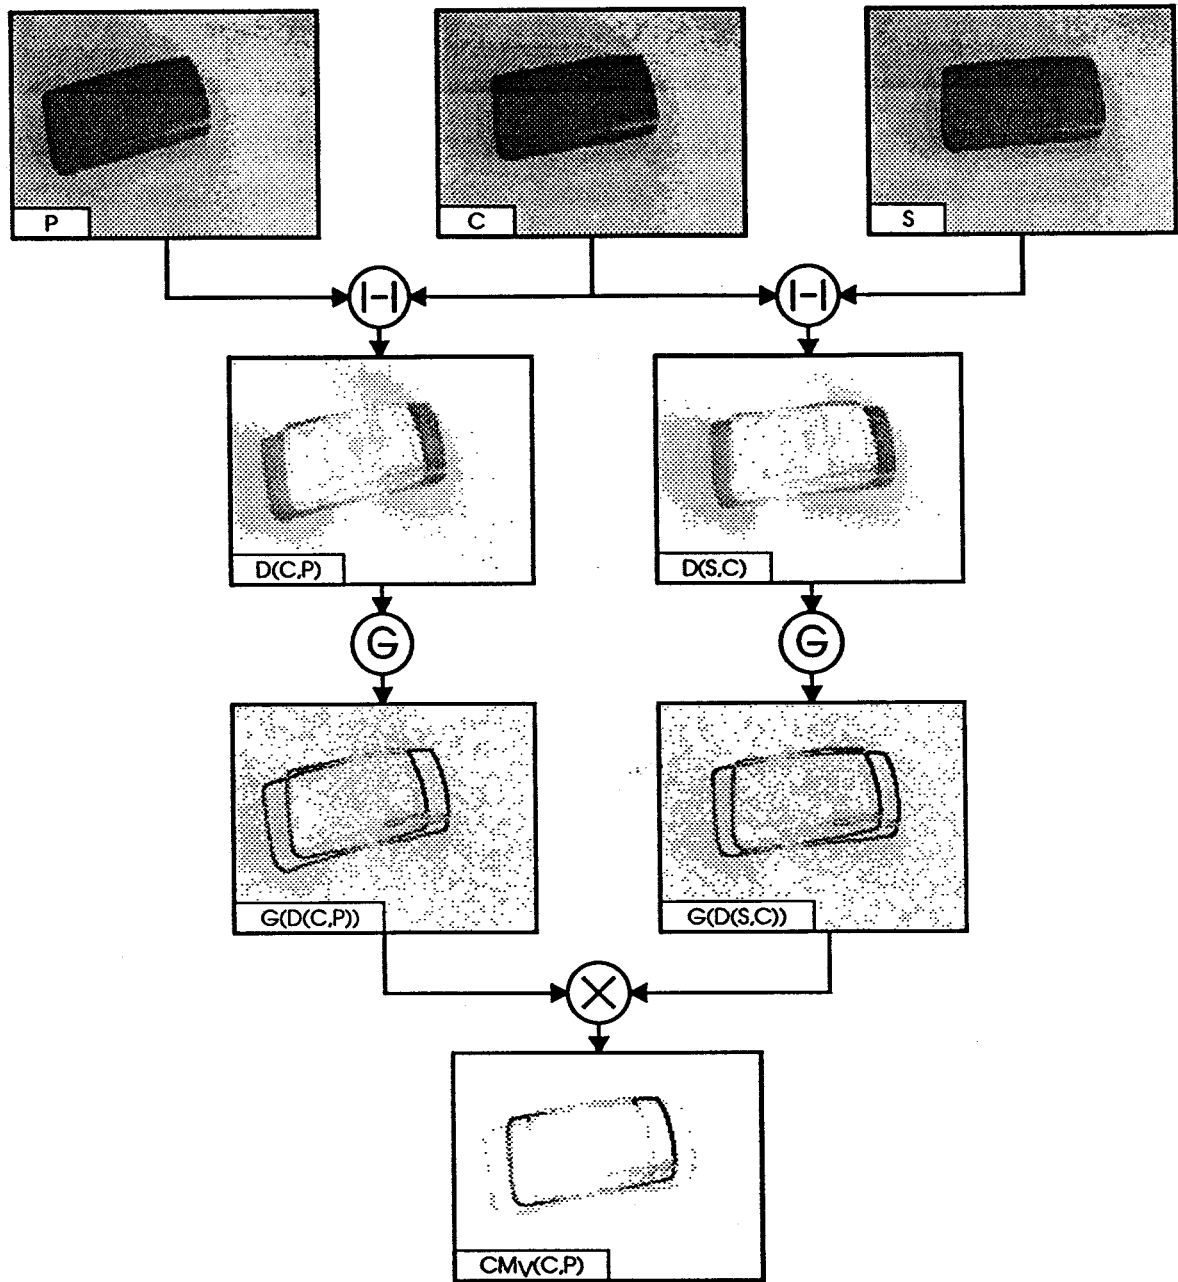 P
C
S
|-|
|-|
D(C,P)
D(S,C)
G
G
G(D(C,P))
G(D(S,C))
X
CMV(C,P)